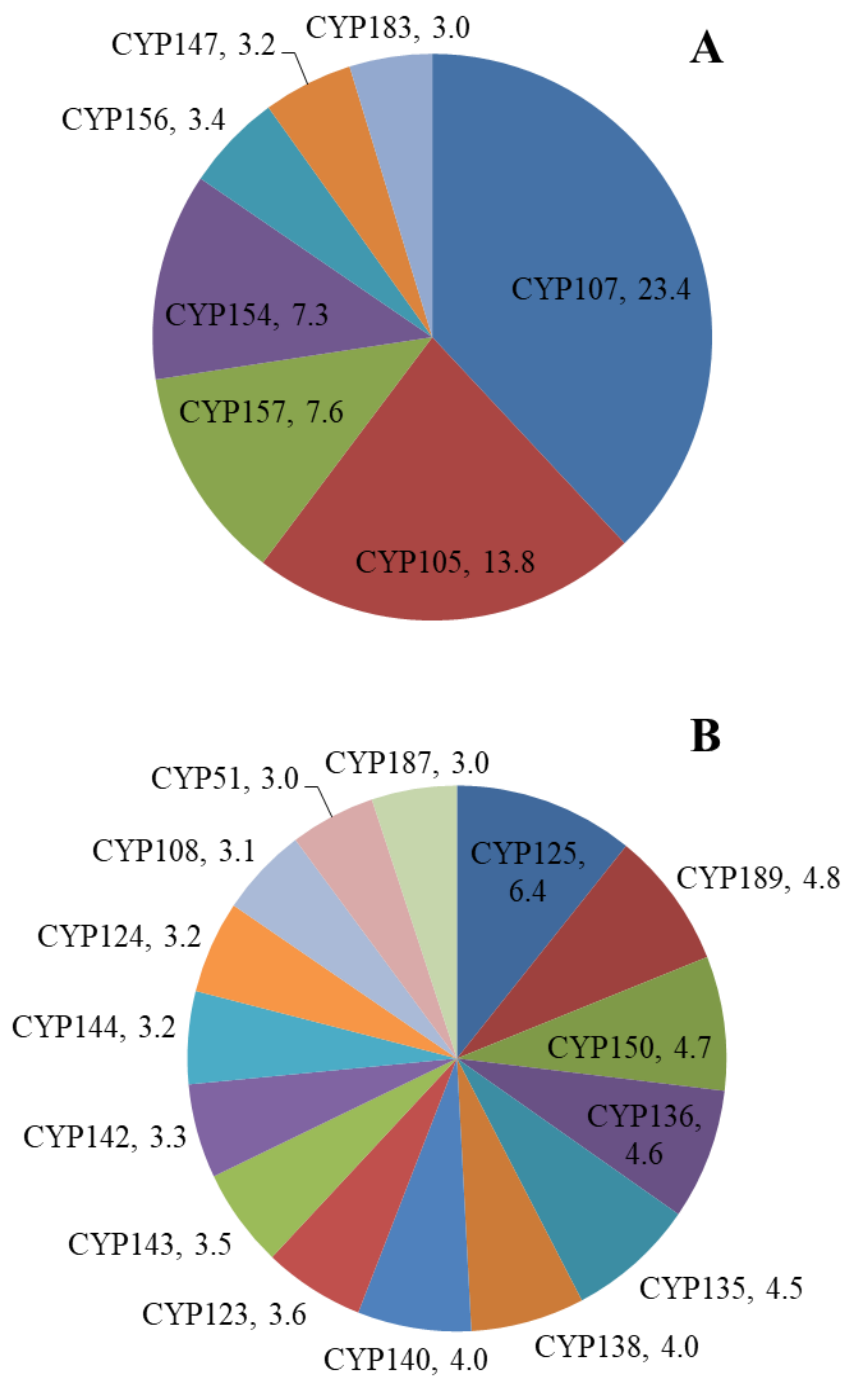 CYP183, 3.0
A
CYP147, 3.2
CYP156, 3.4
CYP107, 23.4
CYP154, 7.3
CYP157, 7.6
CYP105, 13.8
B
CYP187, 3.0
CYP51, 3.0
CYP108, 3.1
CYP125,
6.4
CYP189, 4.8
CYP124, 3.2
CYP144, 3.2
CYP150, 4.7
CYP136,
4.6
CYP142, 3.3
CYP143, 3.5
CYP135, 4.5
CYP123, 3.6
CYP138, 4.0
CYP140, 4.0